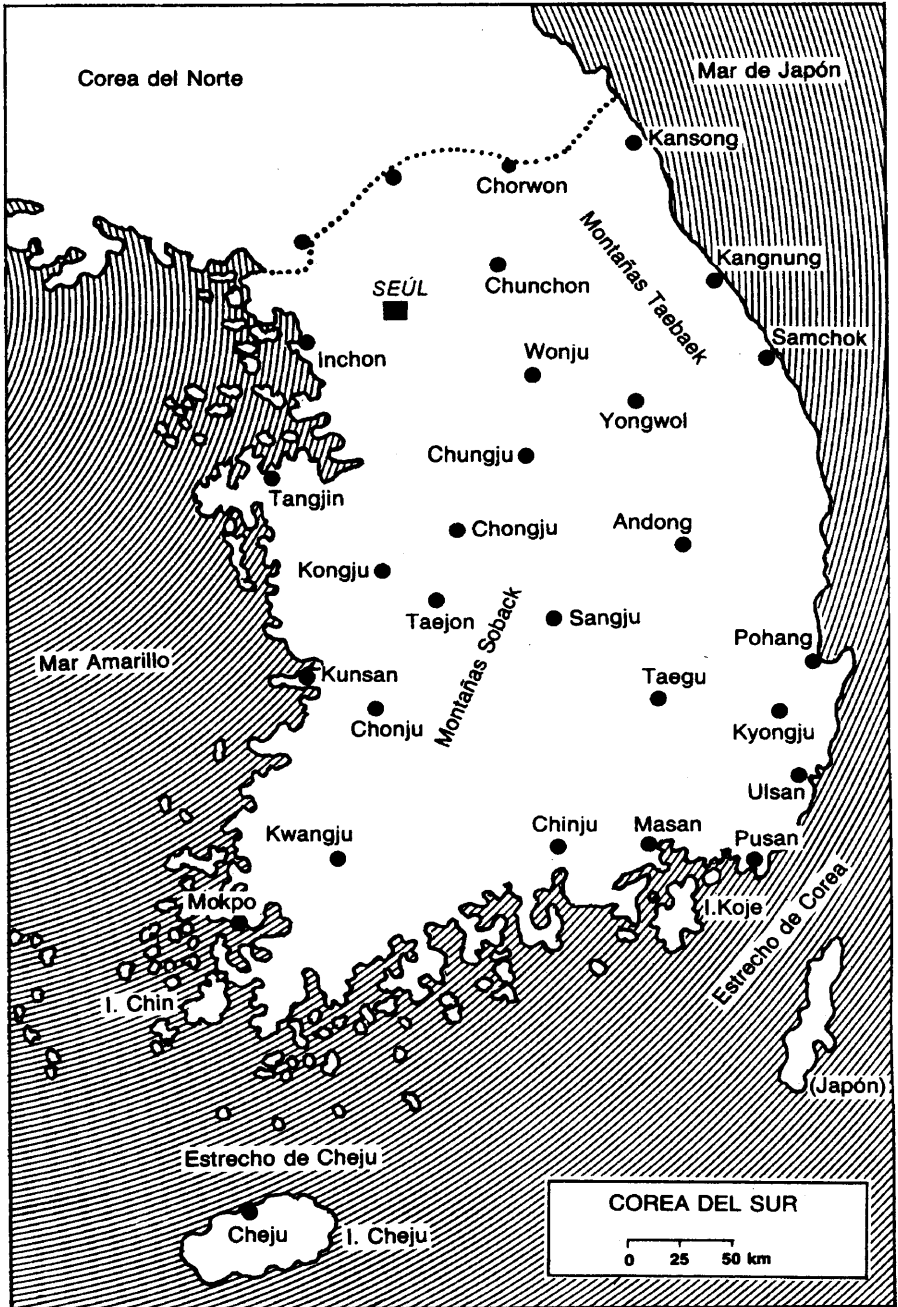 Corea del Norte
Mar de Japón
Kansong
Chorwon
Montañas Taebaek
Kangnung
Chunchon
SEÚL
Inchon
Samchok
Wonju
Yongwol
Chungju
Tangjin
Chongju
Andong
Kongju
Taejon
Montañas Soback
Sangju
Mar Amarillo
Pohang
Kunsan
Taegu
Chonju
Kyongju
Ulsan
Kwangju
Chinju
Masan
Pusan
Mokpo
I.Koje
Estrecho de Corea
I. Chin
(Japón)
Estrecho de Cheju
Cheju
I. Cheju
COREA DEL SUR
0 25 50 km